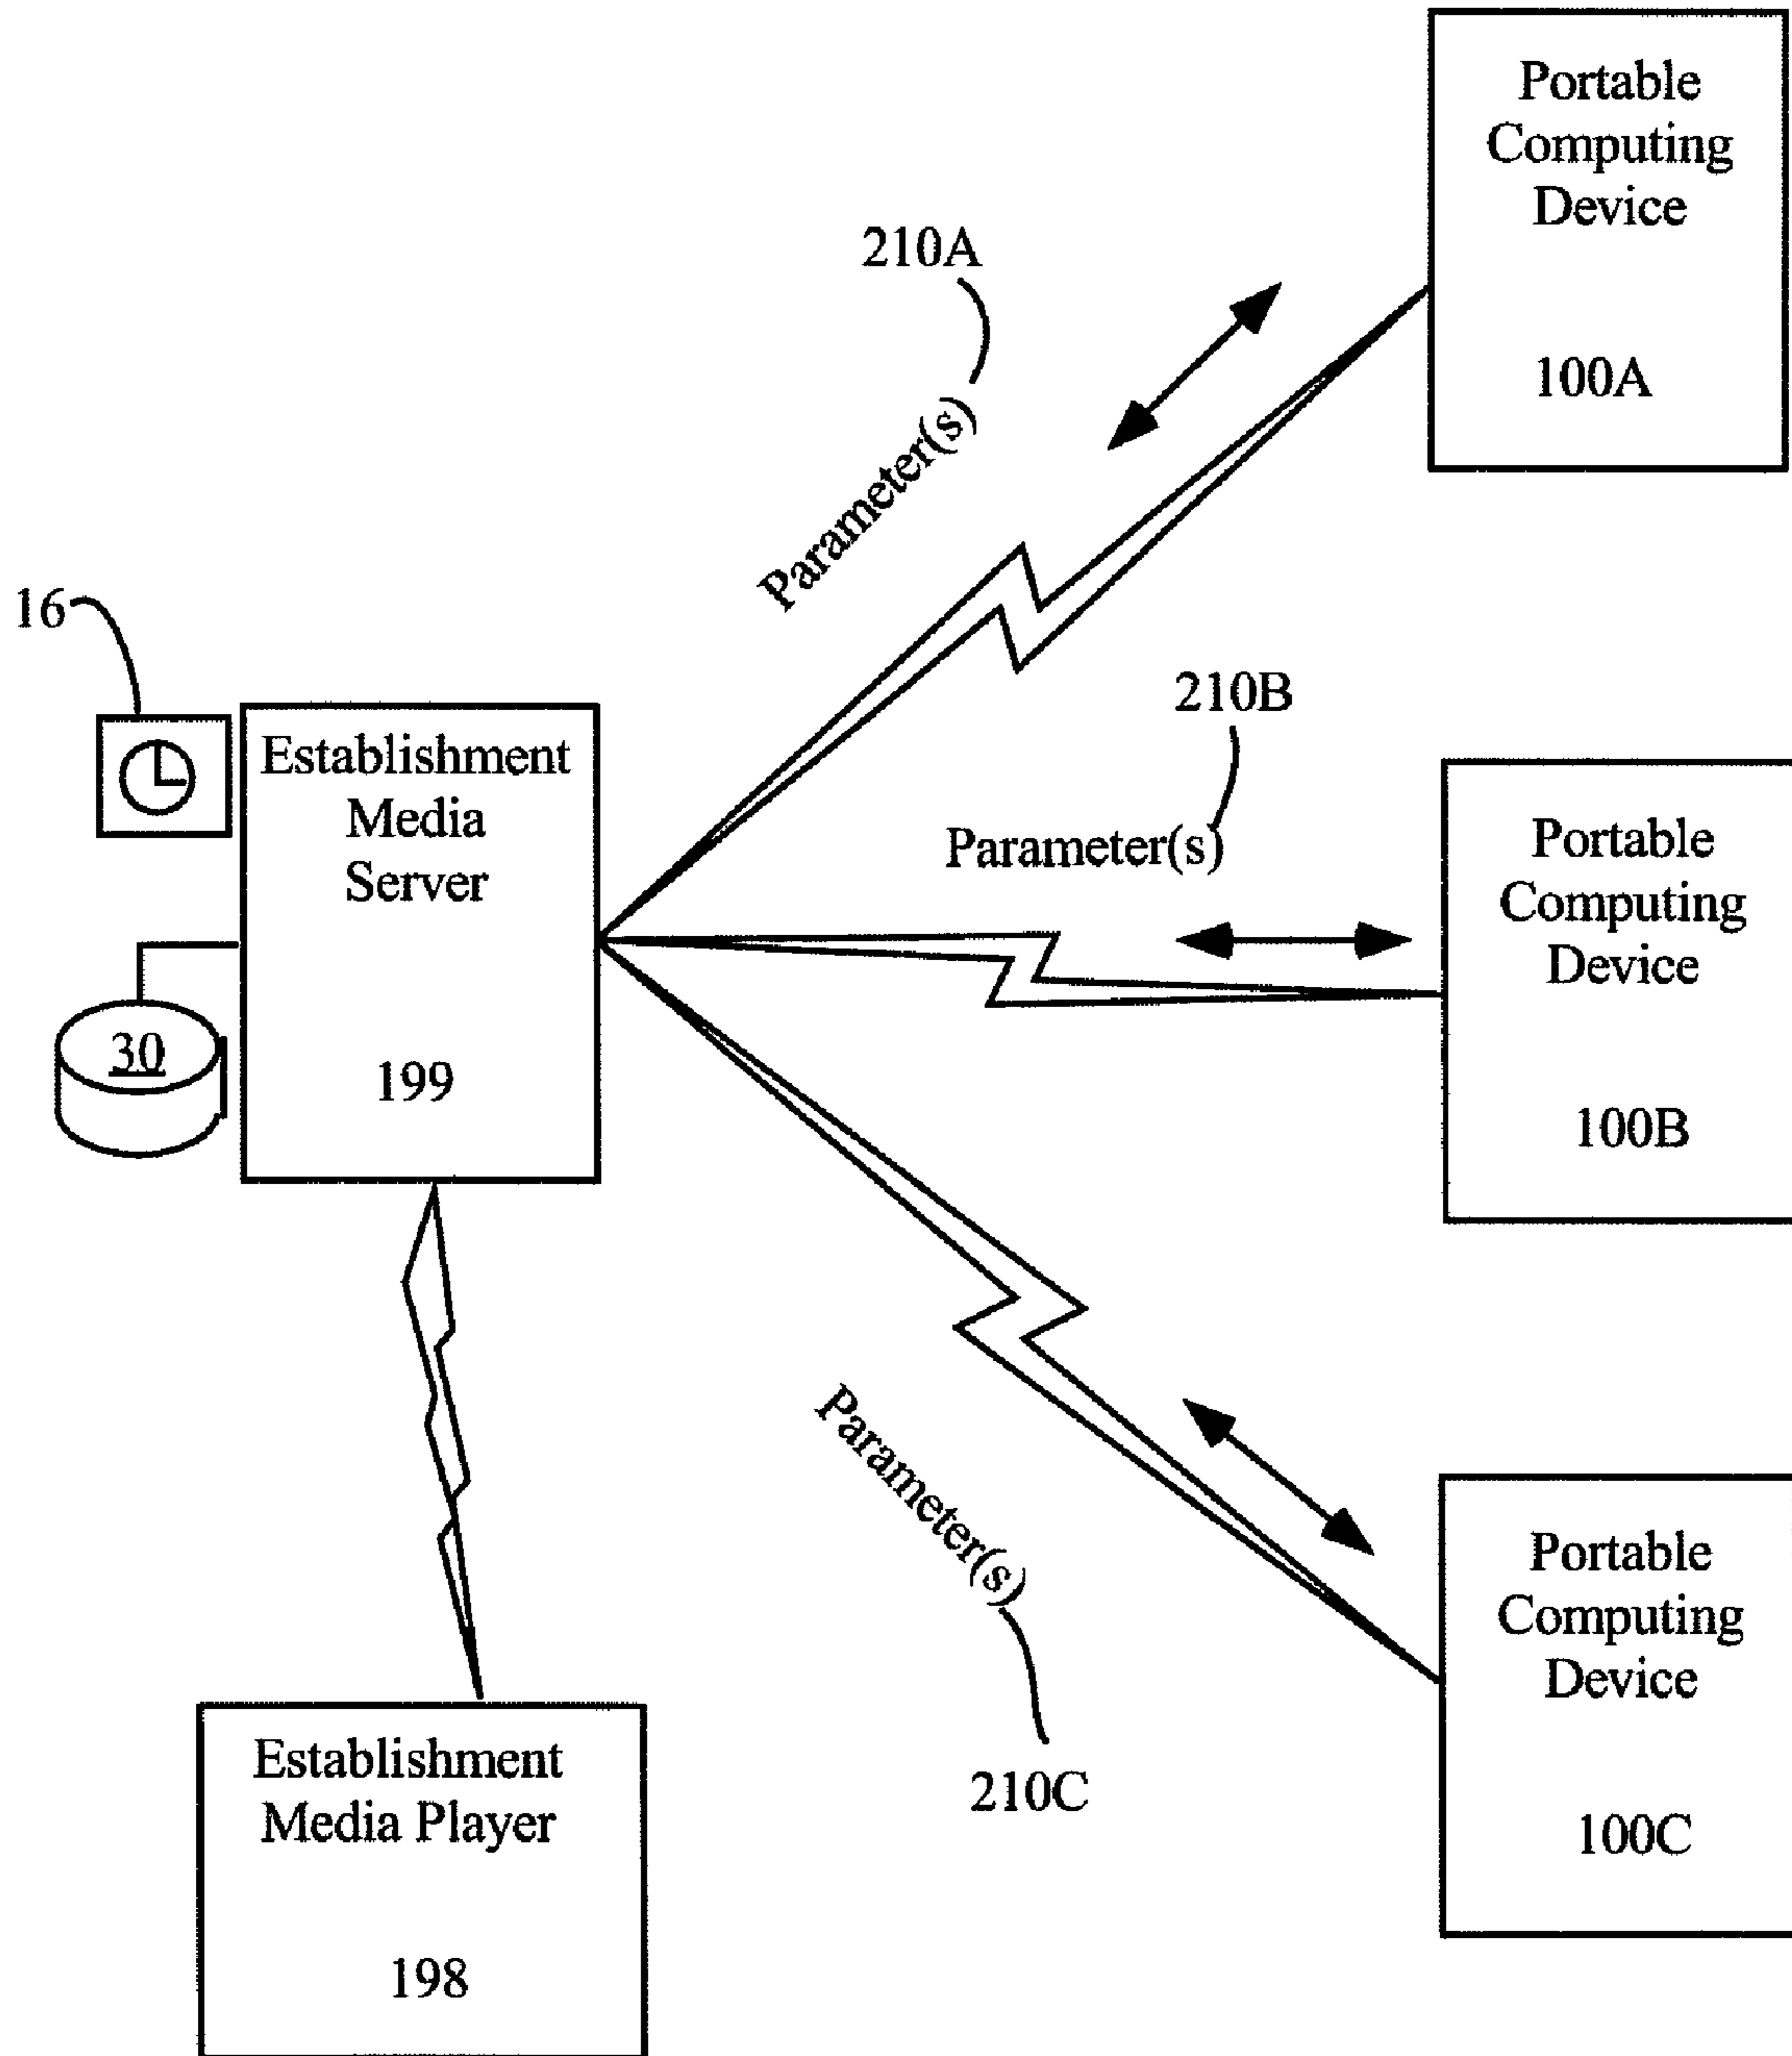 Portable
Computing
Device
100A
210A
Parameter(s)
16
Establishment
Media
Server
199
30
210B
Parameter(s)
Portable
Computing
Device
100B
Parameter(s)
210C
Portable
Computing
Device
100C
Establishment
Media Player
198